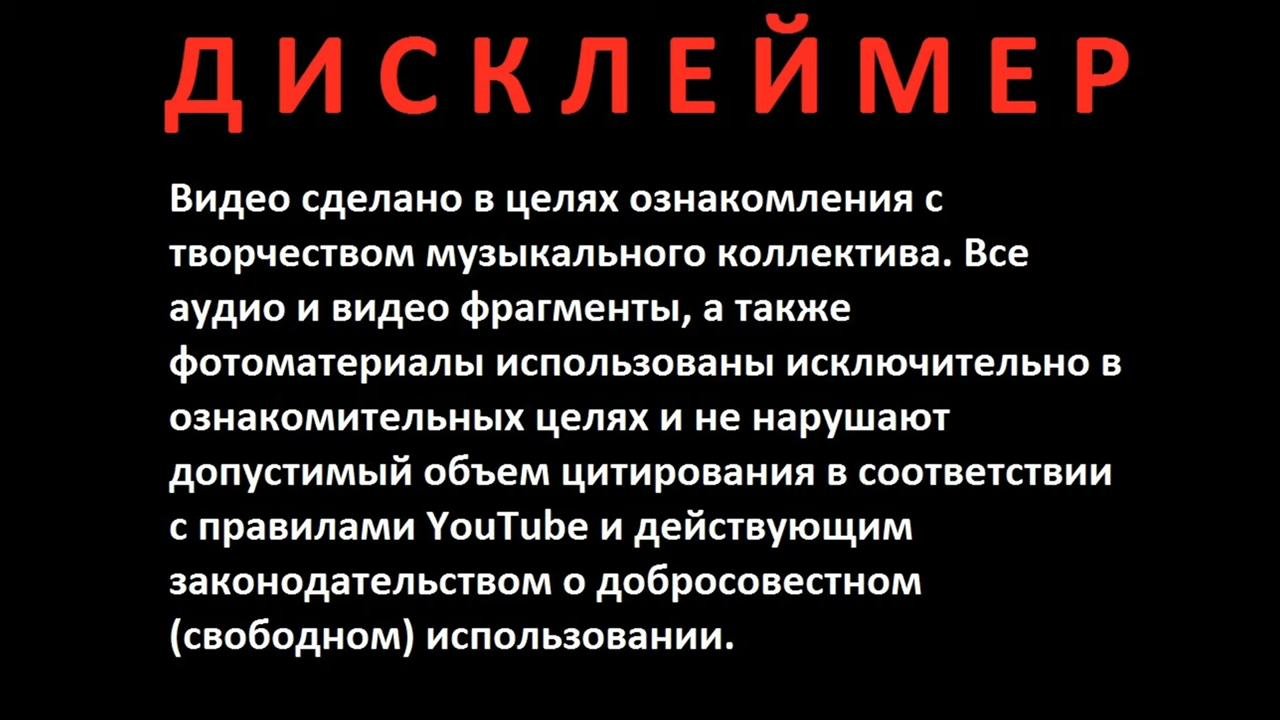 ДИСКЛЕЙМЕР
Видео сделано в целях ознакомления с
творчеством музыкального коллектива. Все
аудио и видео фрагменты, а также
фотоматериалы использованы исключительно в
ознакомительных целях и не нарушают
допустимый объем цитирования в соответствии
с правилами YouTube и действующим
законодательством о добросовестном
(свободном) использовании.